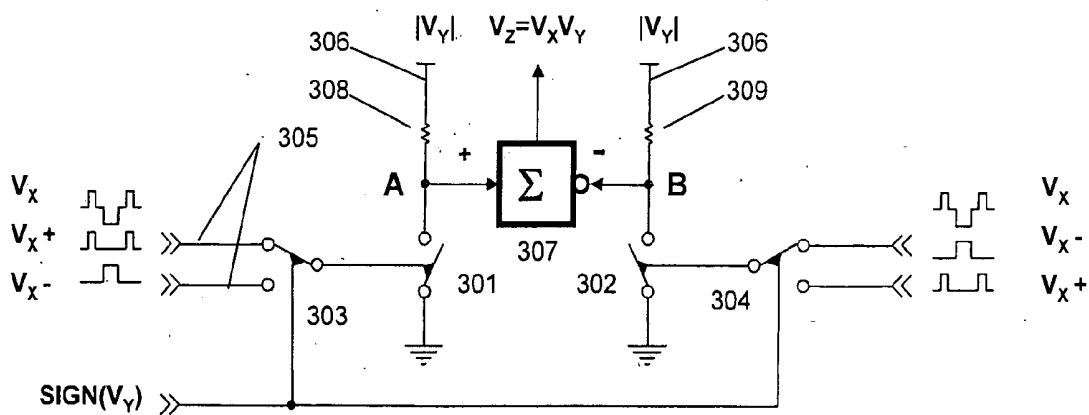 |V_Y| V_Z=V_XV_Y |V_Y|
306 306
308 309
305
+ -
A Σ B
V_X V_X
307
V_X+ V_X-
301 302
V_X- V_X+
303 304
SIGN(V_Y)